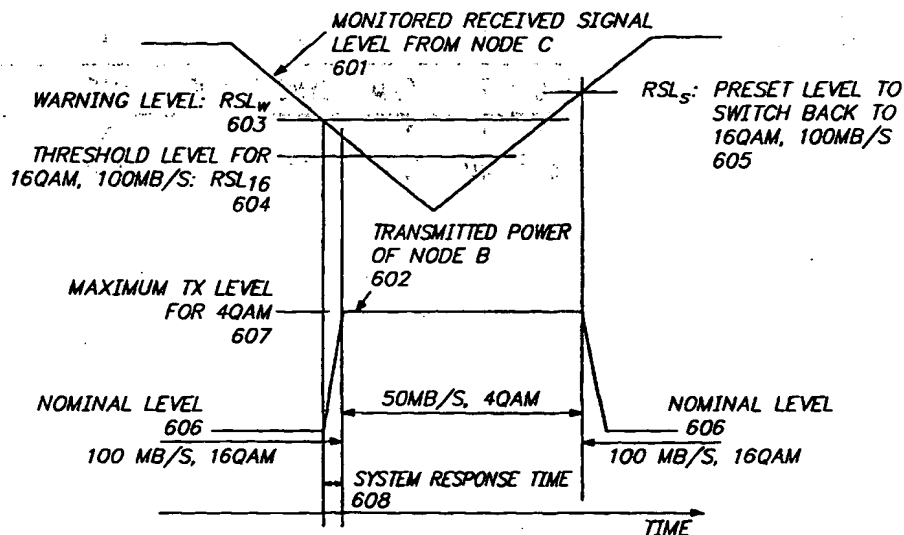 MONITORED RECEIVED SIGNAL
LEVEL FROM NODE C
601
WARNING LEVEL: RSLw
603
RSLS: PRESET LEVEL TO
SWITCH BACK TO
16QAM, 100MB/S
605
THRESHOLD LEVEL FOR
16QAM, 100MB/S: RSL16
604
TRANSMITTED POWER
OF NODE B
602
MAXIMUM TX LEVEL
FOR 4QAM
607
50MB/S, 4QAM
NOMINAL LEVEL
606
100 MB/S, 16QAM
NOMINAL LEVEL
606
100 MB/S, 16QAM
SYSTEM RESPONSE TIME
608
TIME